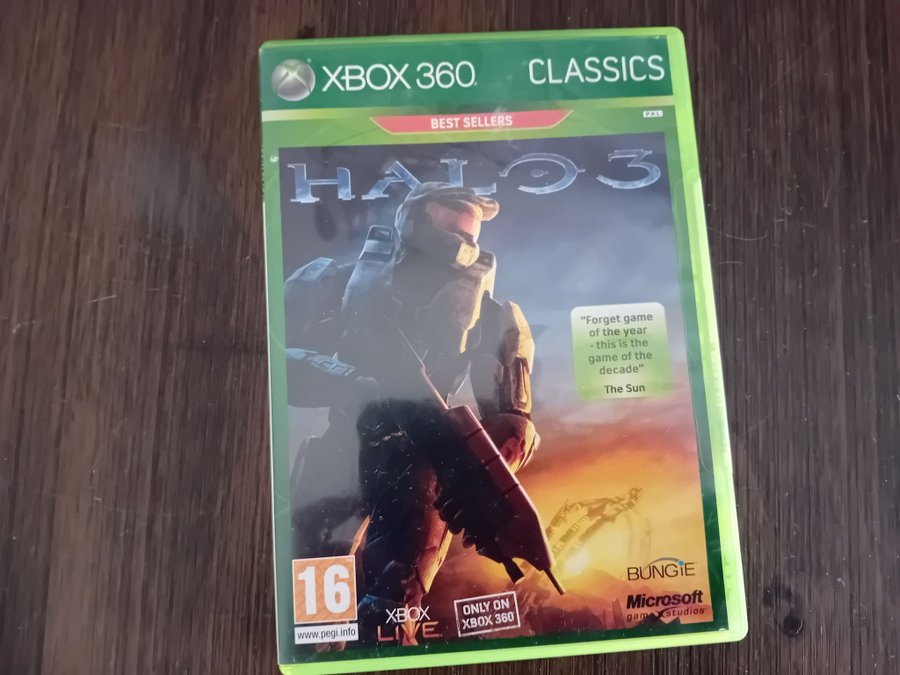 XBOX 360 CLASSICS
BEST SELLERS
PAL
HALO 3
"Forget game
of the year
- this is the
game of the
decade"
The Sun
BUNGIE
16
www.pegi.info
XBOX
LIVE
ONLY ON
XBOX 360
Microsoft
game studios